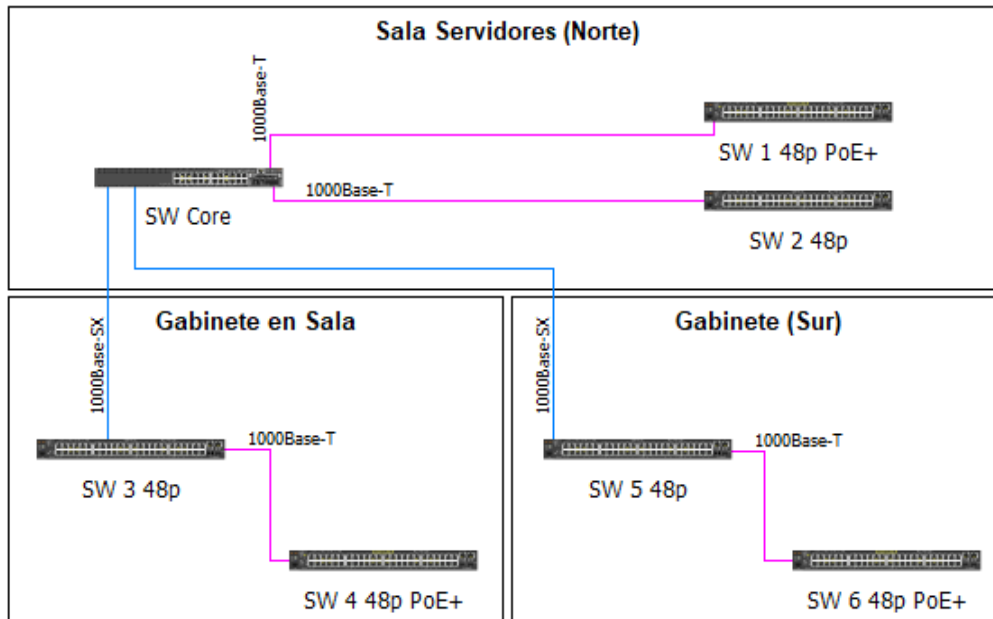 Sala Servidores (Norte)
1000Base-T
SW 1 48p PoE+
1000Base-T
SW Core
SW 2 48p
Gabinete en Sala
1000Base-SX
1000Base-T
SW 3 48p
SW 4 48p PoE+
Gabinete (Sur)
1000Base-SX
1000Base-T
SW 5 48p
SW 6 48p PoE+